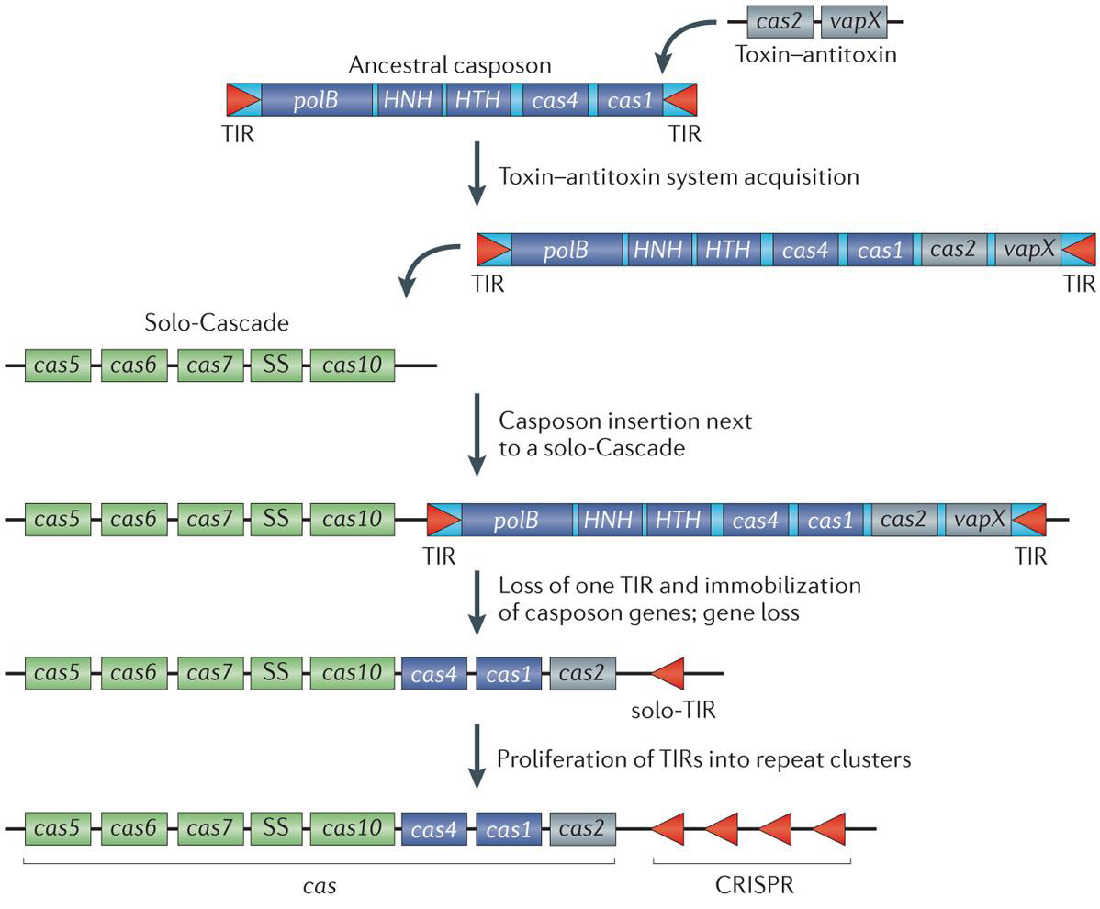 cas2 vapX
Toxin–antitoxin
Ancestral casposon
polB HNH HTH cas4 cas1
TIR TIR
Toxin–antitoxin system acquisition
polB HNH HTH cas4 cas1 cas2 vapX
TIR TIR
Solo-Cascade
cas5 cas6 cas7 SS cas10
Casposon insertion next
to a solo-Cascade
cas5 cas6 cas7 SS cas10 polB HNH HTH cas4 cas1 cas2 vapX
TIR TIR
Loss of one TIR and immobilization
of casposon genes; gene loss
cas5 cas6 cas7 SS cas10 cas4 cas1 cas2
solo-TIR
Proliferation of TIRs into repeat clusters
cas5 cas6 cas7 SS cas10 cas4 cas1 cas2
cas CRISPR